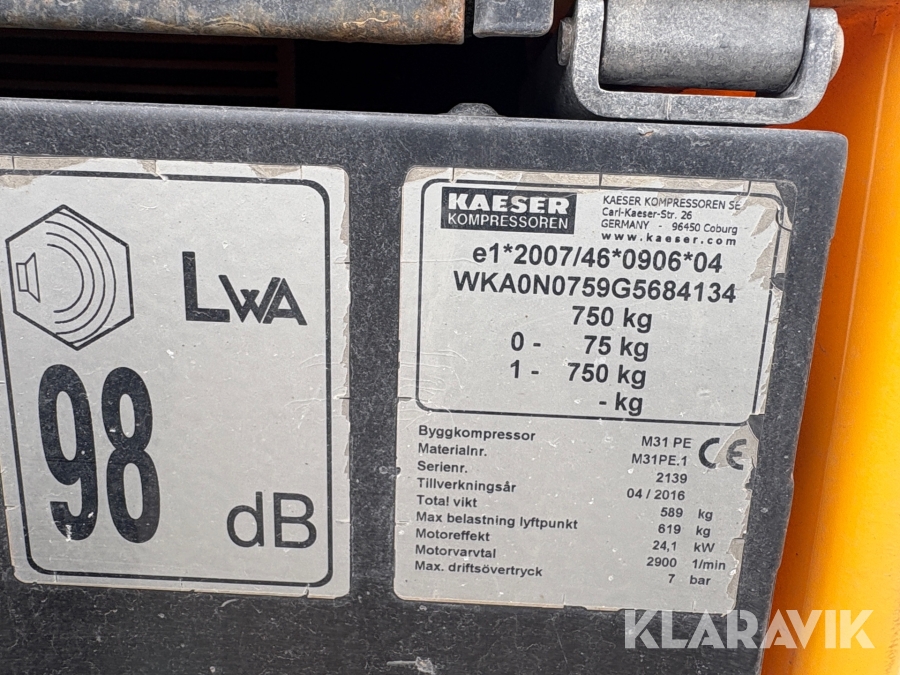 LWA
98
dB
KAESER
KOMPRESSOREN
KAESER KOMPRESSOREN SE
Carl-Kaeser-Str. 26
GERMANY - 96450 Coburg
www.kaeser.com
e1*2007/46*0906*04
WKA0N0759G5684134
750 kg
0 - 75 kg
1 - 750 kg
- kg
Byggkompressor M31 PE
Materialnr. M31PE.1
Serienr. 2139
Tillverkningsår 04 / 2016
Total vikt 589 kg
Max belastning lyftpunkt 619 kg
Motoreffekt 24,1 kW
Motorvarvtal 2900 1/min
Max. driftsövertryck 7 bar
CE
KLARAVIK